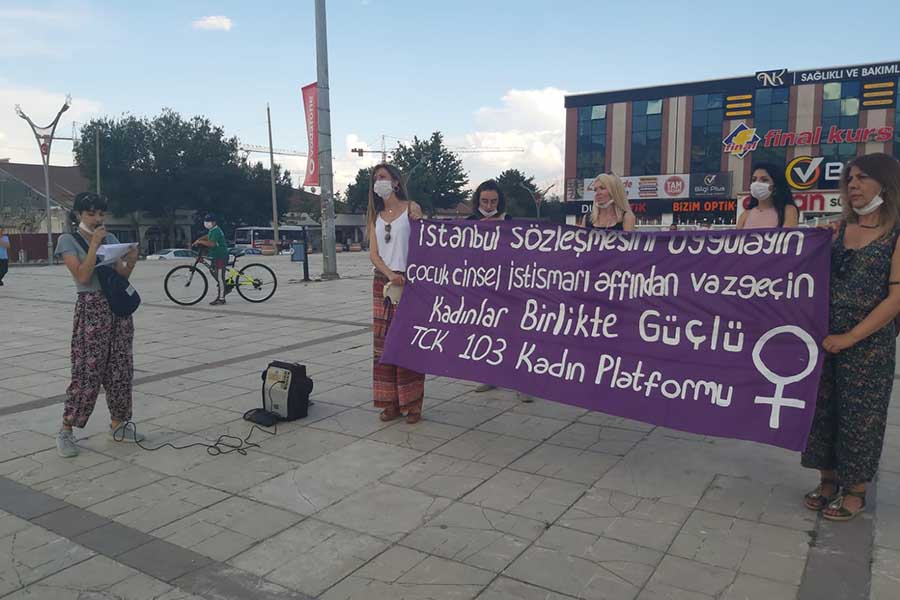 istanbul sözleşmesini uygulayın
çocuk cinsel istismarı affından vazgeçin
Kadınlar Birlikte Güçlü
TCK 103 Kadın Platformu
NK
SAĞLIKLI VE BAKIMLI
final
final kurs
TAM
Bilgi Plus
BİZİM OPTİK